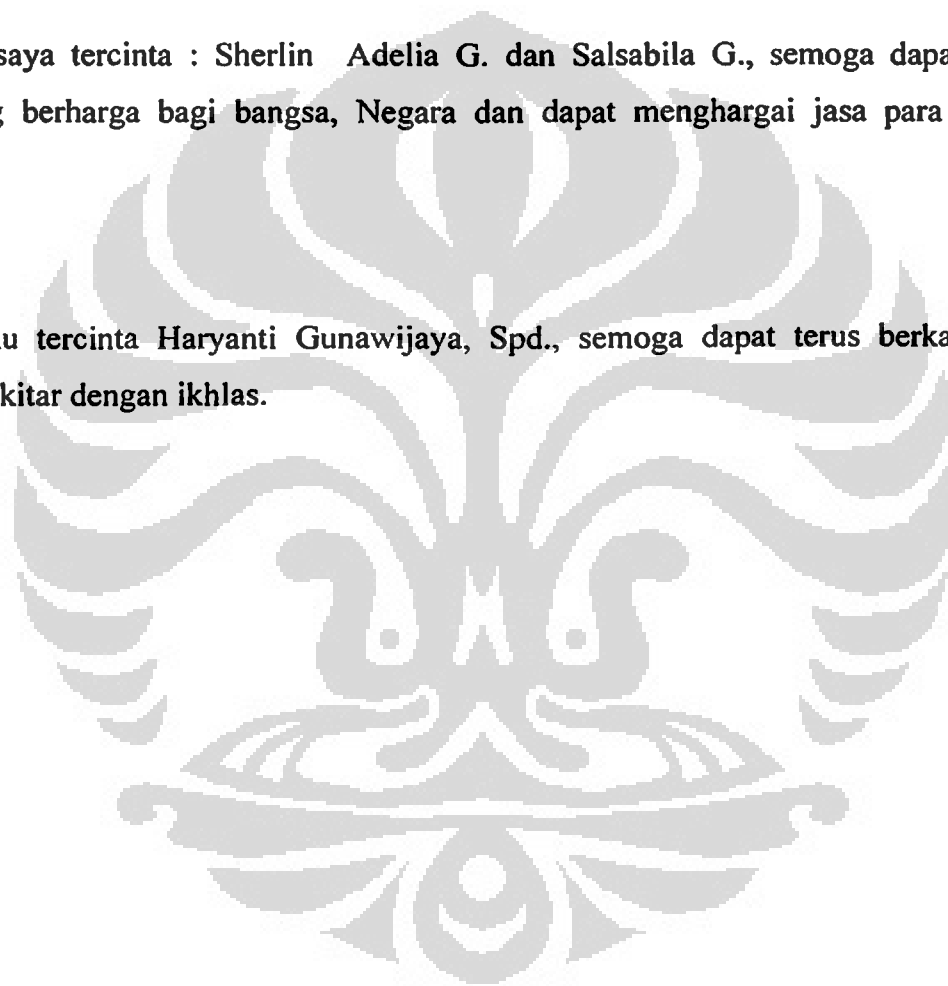 saya tercinta : Sherlin Adelia G. dan Salsabila G., semoga dapa
berharga bagi bangsa, Negara dan dapat menghargai jasa para
tercinta Haryanti Gunawijaya, Spd., semoga dapat terus berka
kitar dengan ikhlas.